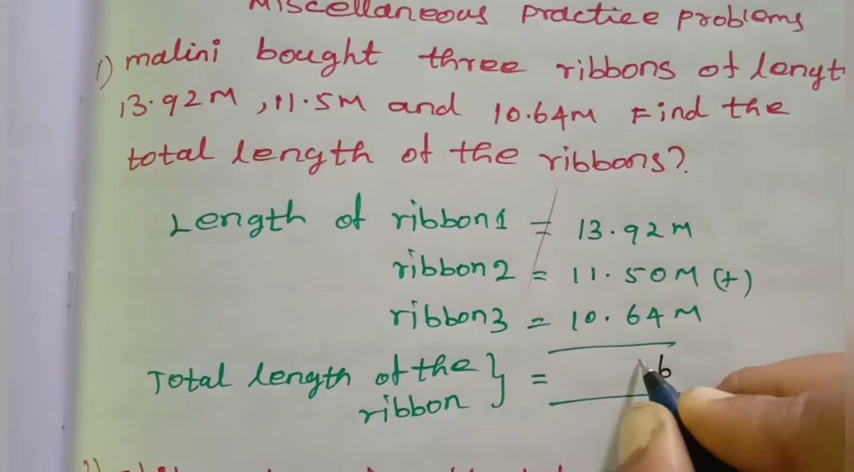 Miscellaneous practice problems
1) malini bought three ribbons of lengt
13.92M, 11.5M and 10.64M Find the
total length of the ribbons?
Length of ribbon1 = 13.92M
ribbon2 = 11.50M (+)
ribbon3 = 10.64M
Total length of the } = 6
ribbon